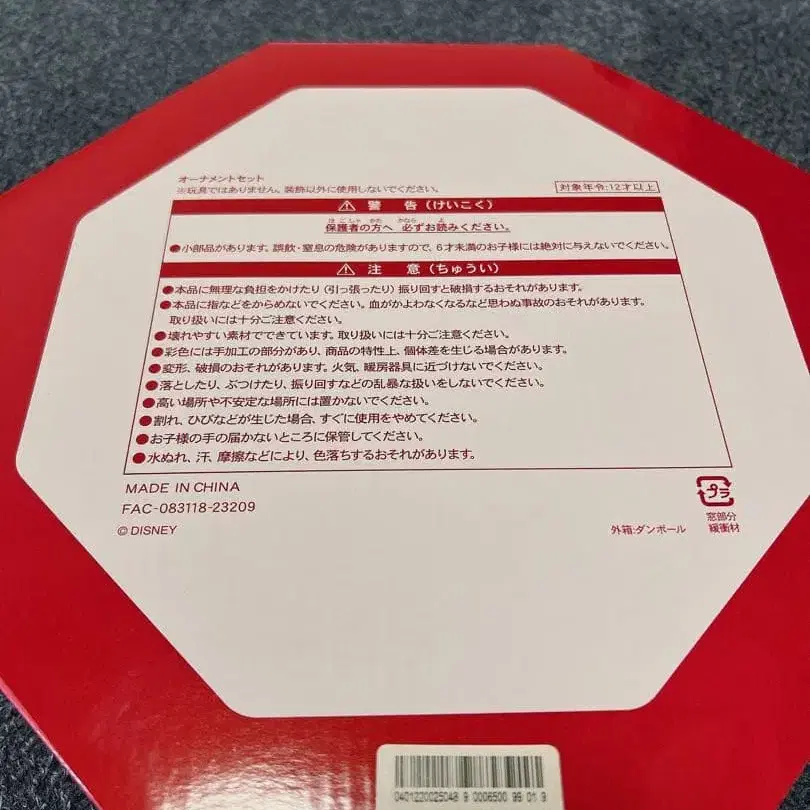 オーナメントセット
※玩具ではありません。装飾以外に使用しないでください。
対象年令:12才以上
⚠ 警 告 (けいこく)
ほごしゃ かた かなら よ
保護者の方へ 必ずお読みください。
●小部品があります。誤飲・窒息の危険がありますので、6才未満のお子様には絶対に与えないでください。
⚠ 注 意 (ちゅうい)
●本品に無理な負担をかけたり(引っ張ったり)振り回すと破損するおそれがあります。
●本品に指などをからめないでください。血がかよわなくなるなど思わぬ事故のおそれがあります。
取り扱いには十分ご注意ください。
●壊れやすい素材でできています。取り扱いには十分ご注意ください。
●彩色には手加工の部分があり、商品の特性上、個体差を生じる場合があります。
●変形、破損のおそれがあります。火気、暖房器具に近づけないでください。
●落としたり、ぶつけたり、振り回すなどの乱暴な扱いをしないでください。
●高い場所や不安定な場所には置かないでください。
●割れ、ひびなどが生じた場合、すぐに使用をやめてください。
●お子様の手の届かないところに保管してください。
●水ぬれ、汗、摩擦などにより、色落ちするおそれがあります。
MADE IN CHINA
FAC-083118-23209
© DISNEY
プラ
窓部分
緩衝材
外箱:ダンボール
0401220025048 9 0006500 99 01 9